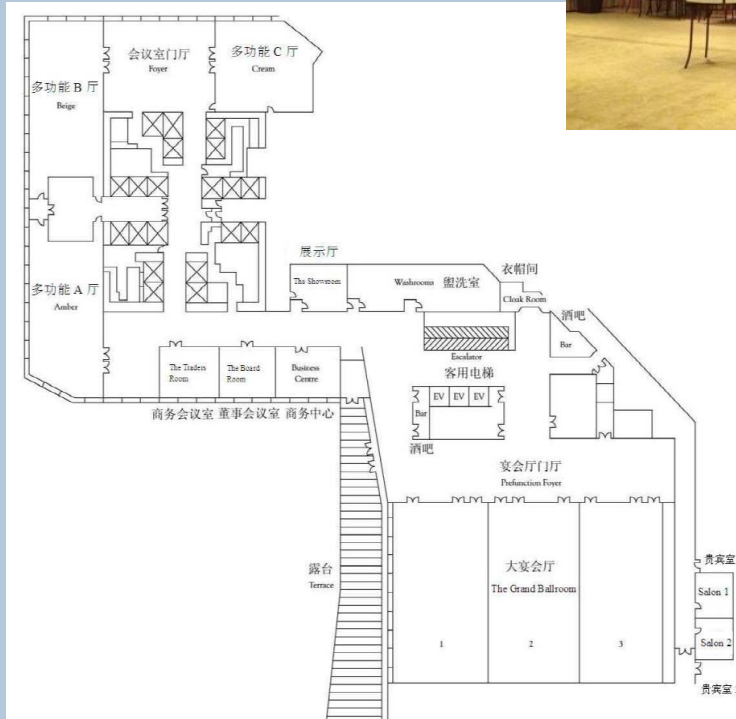 会议室门厅
Foyer
多功能 C 厅
Cream
多功能 B 厅
Beige
展示厅
The Showroom
Washrooms 盥洗室
衣帽间
Cloak Room
多功能 A 厅
Amber
酒吧
Bar
Escalator
客用电梯
The Traders
Room
The Board
Room
Business
Centre
EV EV EV
Bar
商务会议室 董事会议室 商务中心
酒吧
宴会厅门厅
Prefunction Foyer
露台
Terrace
大宴会厅
The Grand Ballroom
贵宾室
Salon 1
1
2
3
Salon 2
贵宾室